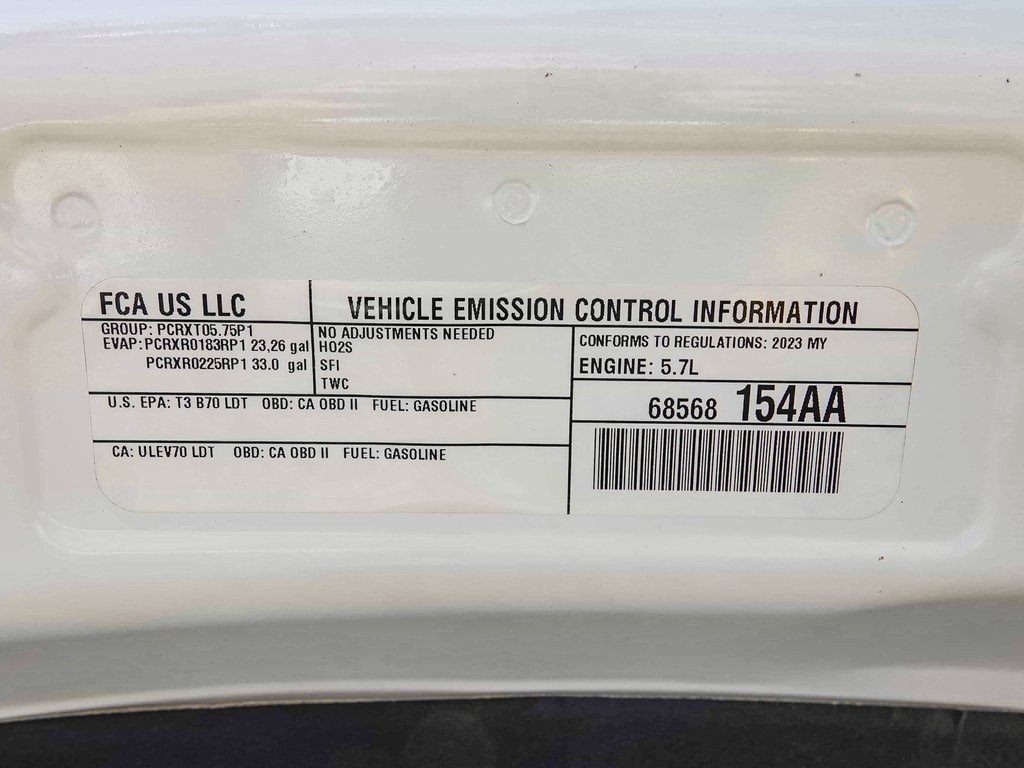 FCA US LLC
VEHICLE EMISSION CONTROL INFORMATION
GROUP: PCRXT05.75P1
EVAP: PCRXR0183RP1 23,26 gal
PCRXR0225RP1 33.0 gal
NO ADJUSTMENTS NEEDED
HO2S
SFI
TWC
CONFORMS TO REGULATIONS: 2023 MY
ENGINE: 5.7L
U.S. EPA: T3 B70 LDT OBD: CA OBD II FUEL: GASOLINE
68568 154AA
CA: ULEV70 LDT OBD: CA OBD II FUEL: GASOLINE